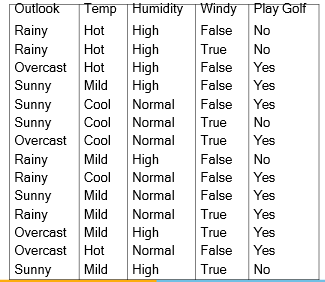 Outlook Temp Humidity Windy Play Golf
Rainy Hot High False No
Rainy Hot High True No
Overcast Hot High False Yes
Sunny Mild High False Yes
Sunny Cool Normal False Yes
Sunny Cool Normal True No
Overcast Cool Normal True Yes
Rainy Mild High False No
Rainy Cool Normal False Yes
Sunny Mild Normal False Yes
Rainy Mild Normal True Yes
Overcast Mild High True Yes
Overcast Hot Normal False Yes
Sunny Mild High True No